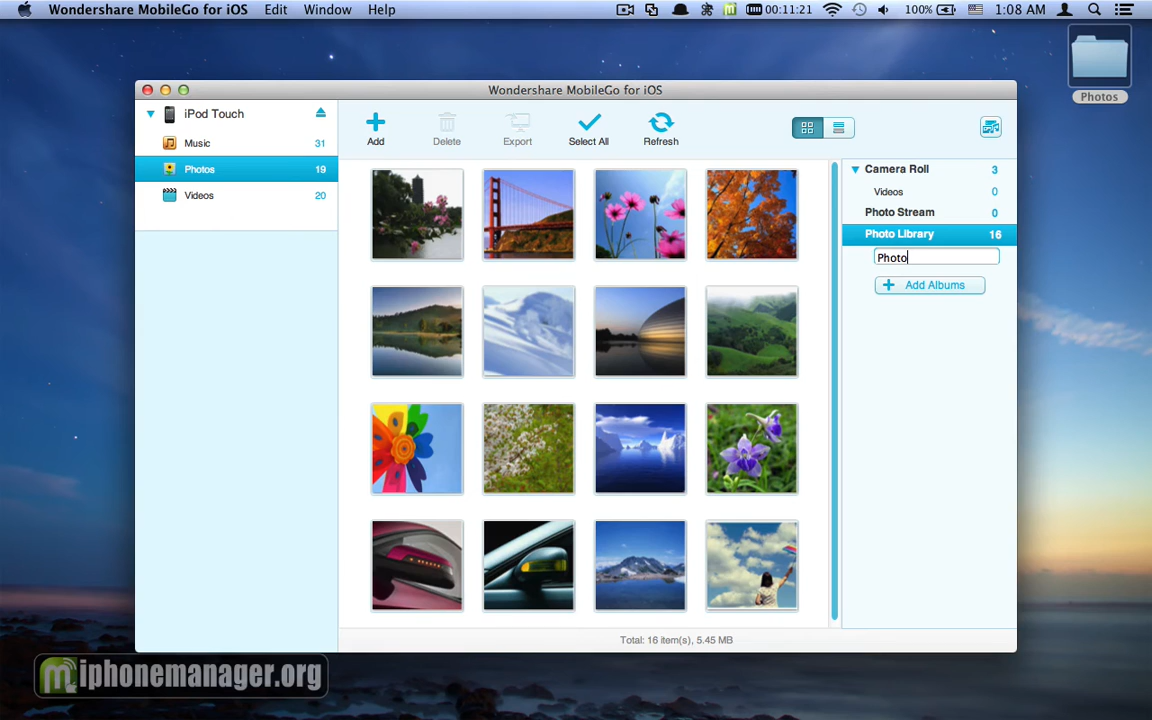 Wondershare MobileGo for iOS Edit Window Help 00:11:21 100% 1:08 AM
Photos
Wondershare MobileGo for iOS
iPod Touch
Music 31
Photos 19
Videos 20
Add
Delete
Export
Select All
Refresh
Camera Roll 3
Videos 0
Photo Stream 0
Photo Library 16
Photo
Add Albums
Total: 16 item(s), 5.45 MB
iphonemanager.org